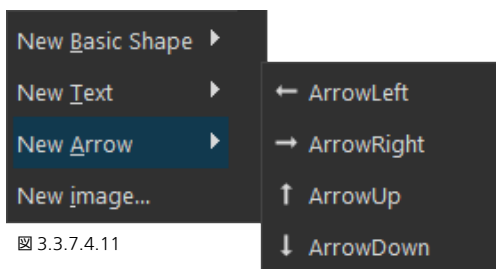 New Basic Shape
New Text
New Arrow
New image...
ArrowLeft
ArrowRight
ArrowUp
ArrowDown
図 3.3.7.4.11